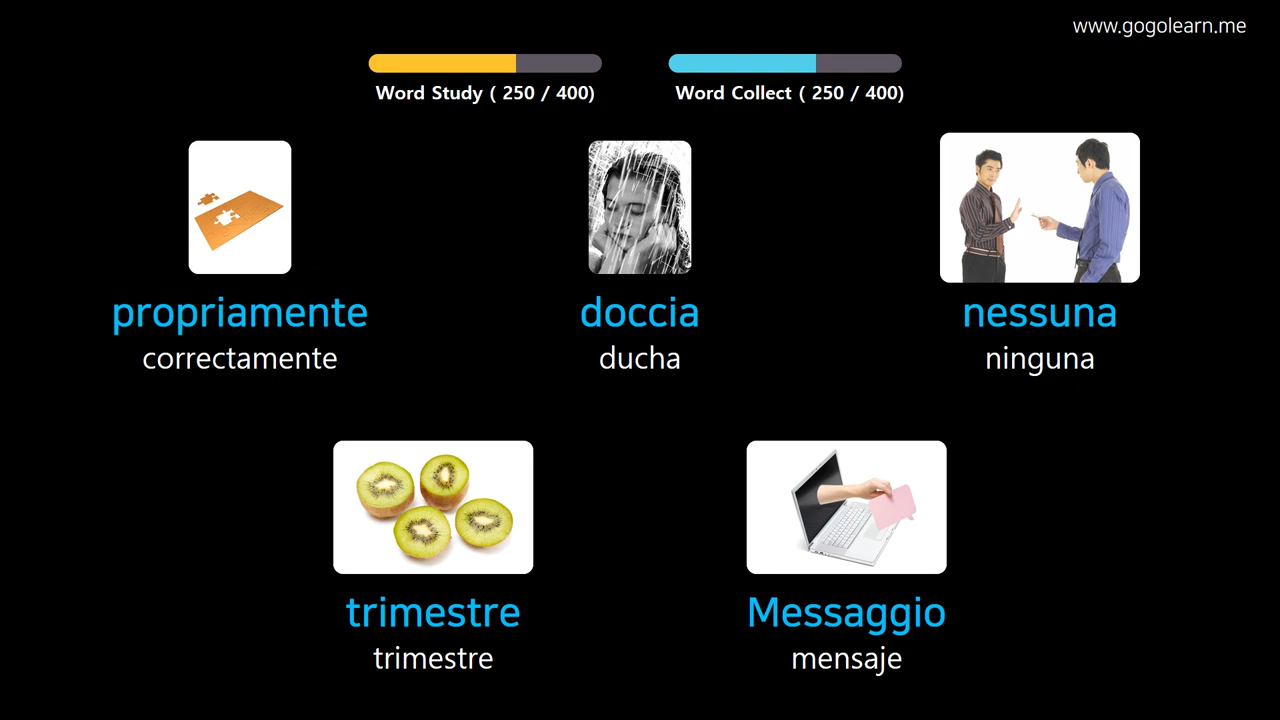 www.gogolearn.me
Word Study ( 250 / 400)
Word Collect ( 250 / 400)
propriamente
correctamente
doccia
ducha
nessuna
ninguna
trimestre
trimestre
Messaggio
mensaje